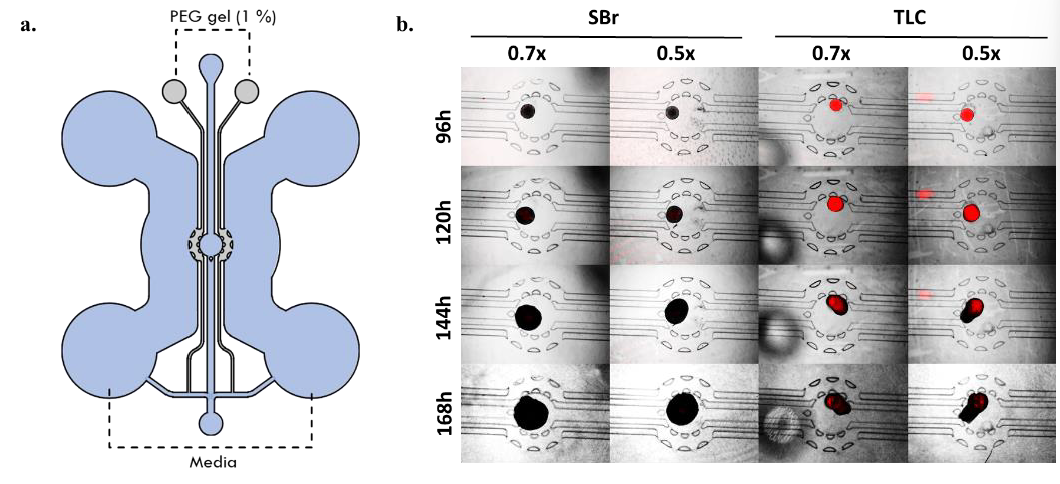 a.
PEG gel (1 %)
Media
b.
SBr TLC
0.7x 0.5x 0.7x 0.5x
96h
120h
144h
168h